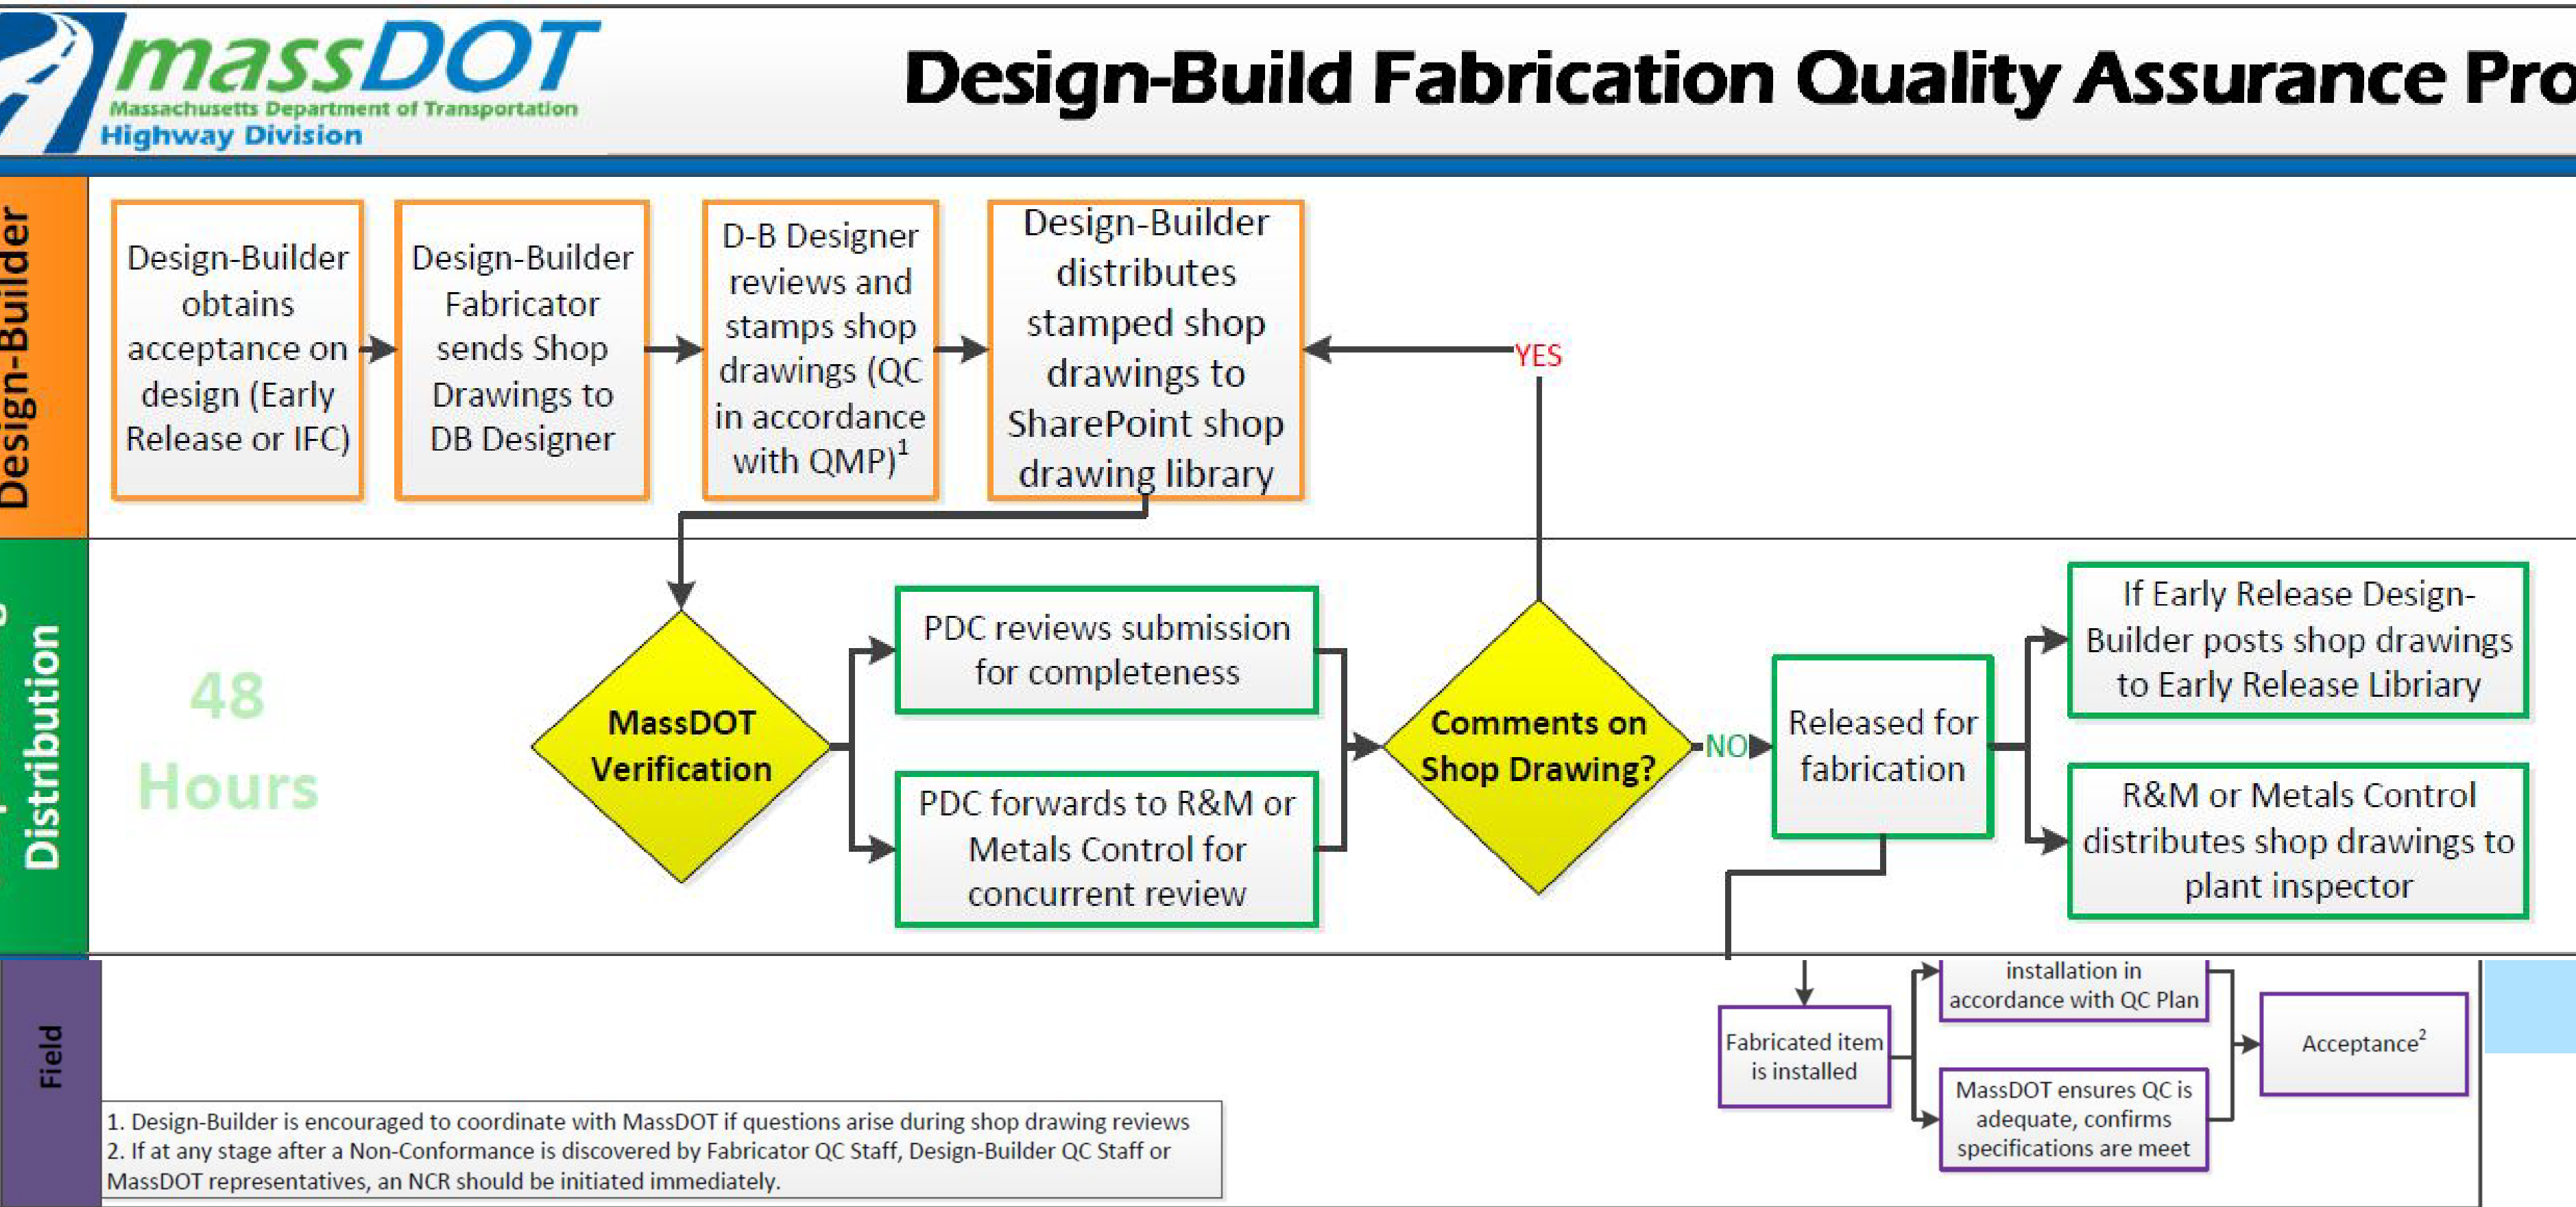 massDOT
Massachusetts Department of Transportation
Highway Division
Design-Build Fabrication Quality Assurance Pro
Design-Builder
Design-Builder
obtains
acceptance on
design (Early
Release or IFC)
Design-Builder
Fabricator
sends Shop
Drawings to
DB Designer
D-B Designer
reviews and
stamps shop
drawings (QC
in accordance
with QMP)1
Design-Builder
distributes
stamped shop
drawings to
SharePoint shop
drawing library
YES
Distribution
48
Hours
MassDOT
Verification
PDC reviews submission
for completeness
PDC forwards to R&M or
Metals Control for
concurrent review
Comments on
Shop Drawing?
NO
Released for
fabrication
If Early Release Design-
Builder posts shop drawings
to Early Release Libriary
R&M or Metals Control
distributes shop drawings to
plant inspector
Field
Fabricated item
is installed
installation in
accordance with QC Plan
MassDOT ensures QC is
adequate, confirms
specifications are meet
Acceptance2
1. Design-Builder is encouraged to coordinate with MassDOT if questions arise during shop drawing reviews
2. If at any stage after a Non-Conformance is discovered by Fabricator QC Staff, Design-Builder QC Staff or
MassDOT representatives, an NCR should be initiated immediately.